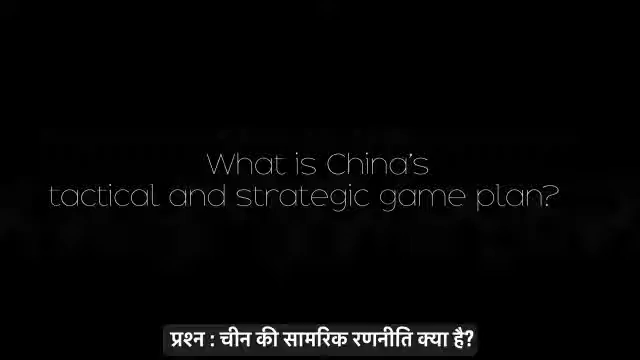 What is China's
tactical and strategic game plan?
प्रश्न : चीन की सामरिक रणनीति क्या है?